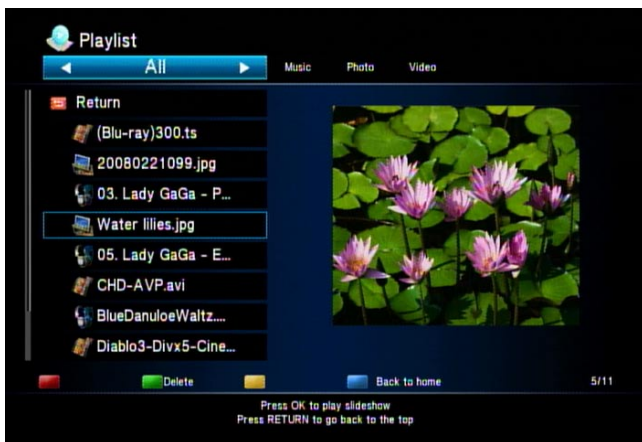 Playlist
All
Music Photo Video
Return
(Blu-ray)300.ts
20080221099.jpg
03. Lady GaGa - P...
Water lilies.jpg
05. Lady GaGa - E...
CHD-AVP.avi
BlueDanuloeWaltz....
Diablo3-Divx5-Cine...
Delete Back to home 5/11
Press OK to play slideshow
Press RETURN to go back to the top